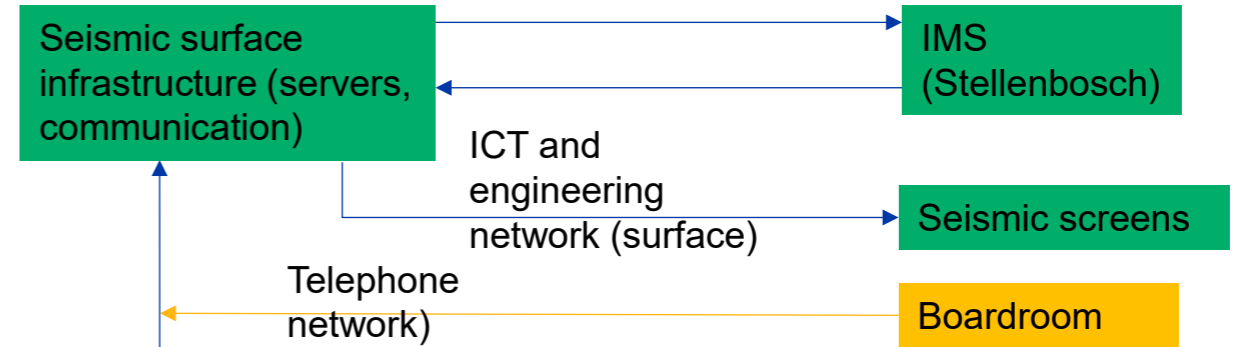 Seismic surface
infrastructure (servers,
communication)
IMS
(Stellenbosch)
ICT and
engineering
network (surface)
Seismic screens
Telephone
network)
Boardroom